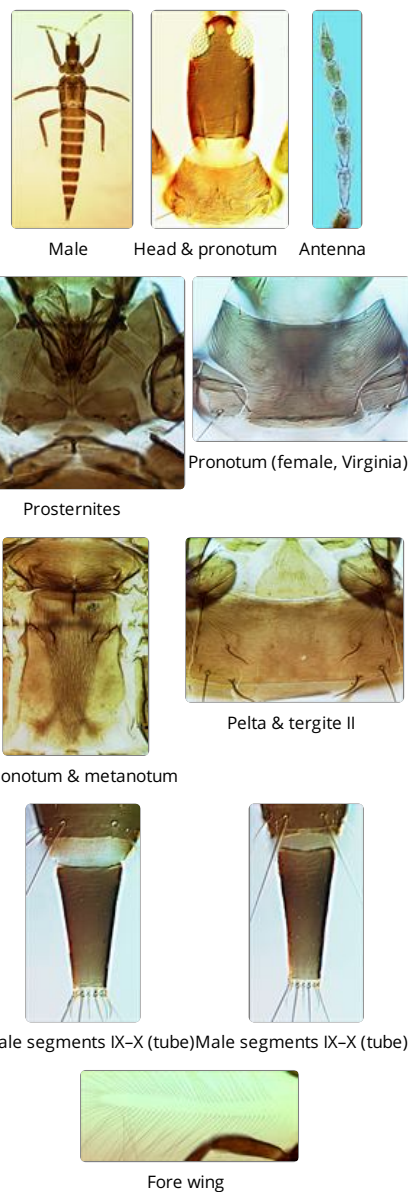 Male
Head & pronotum
Antenna
Prosternites
Pronotum (female, Virginia)
onotum & metanotum
Pelta & tergite II
ale segments IX–X (tube)
Male segments IX–X (tube)
Fore wing